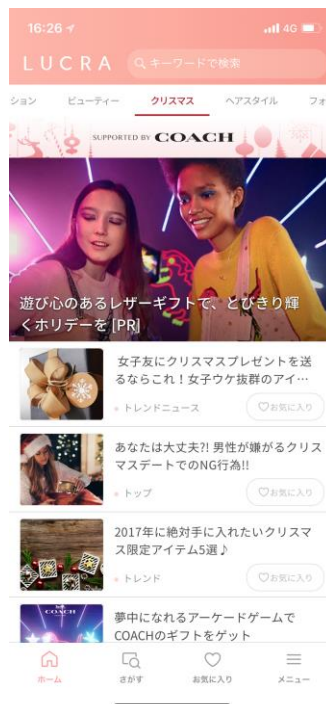 16:26
4G
LUCRA
キーワードで検索
ション ビューティー クリスマス ヘアスタイル フォ
SUPPORTED BY COACH
遊び心のあるレザーギフトで、とびきり輝
くホリデーを [PR]
女子友にクリスマスプレゼントを送
るならこれ！女子ウケ抜群のアイ…
トレンドニュース
お気に入り
あなたは大丈夫?! 男性が嫌がるクリス
マスデートでのNG行為!!
トップ
お気に入り
2017年に絶対手に入れたいクリスマ
ス限定アイテム5選♪
トレンド
お気に入り
COACH
夢中になれるアーケードゲームで
COACHのギフトをゲット
ホーム さがす お気に入り メニュー